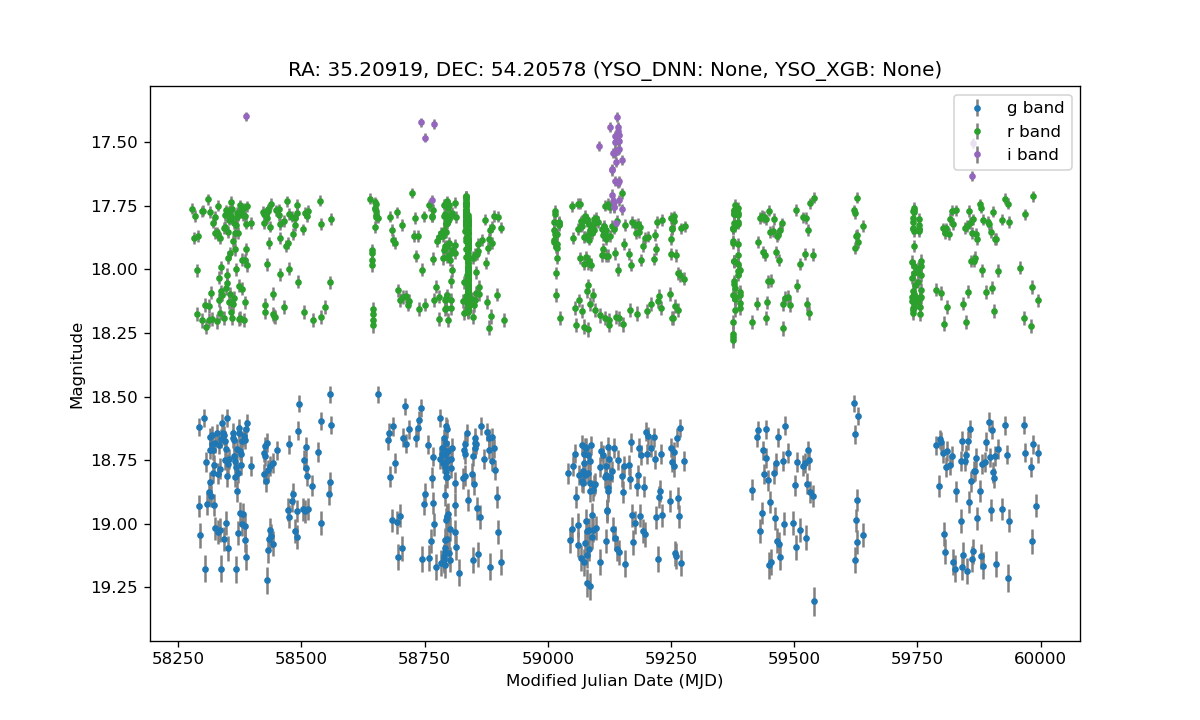 RA: 35.20919, DEC: 54.20578 (YSO_DNN: None, YSO_XGB: None)
g band
r band
i band
17.50
17.75
18.00
18.25
18.50
18.75
19.00
19.25
Magnitude
58250 58500 58750 59000 59250 59500 59750 60000
Modified Julian Date (MJD)